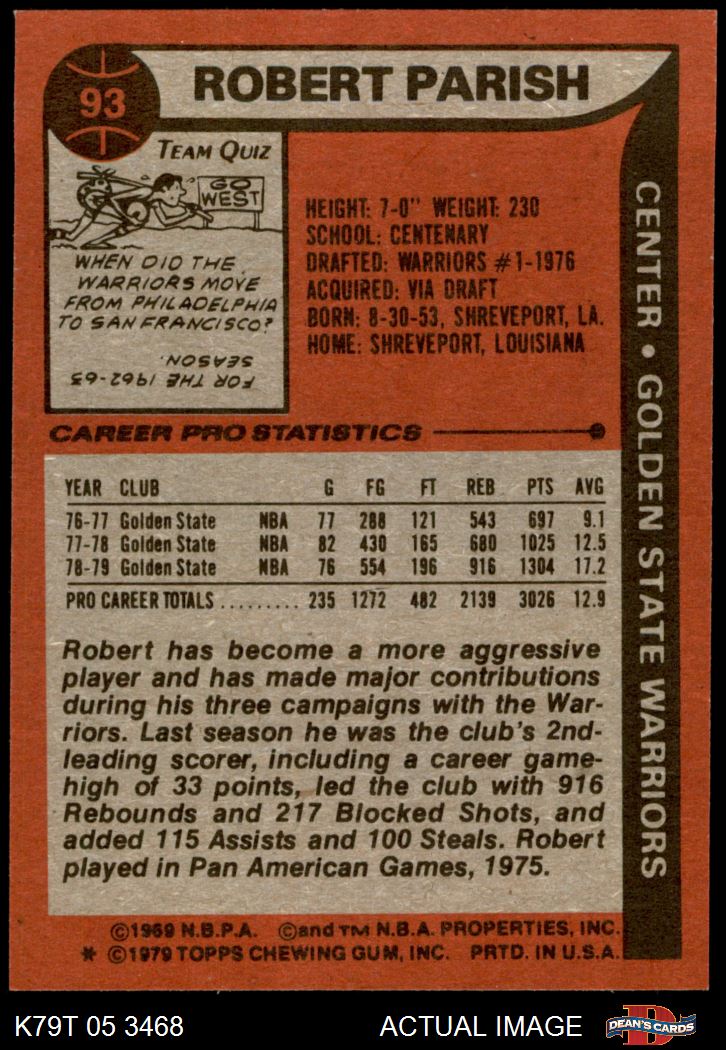 93
ROBERT PARISH
TEAM QUIZ
GO
WEST
WHEN DID THE
WARRIORS MOVE
FROM PHILADELPHIA
TO SAN FRANCISCO?
FOR THE 1962-63
SEASON.
HEIGHT: 7-0" WEIGHT: 230
SCHOOL: CENTENARY
DRAFTED: WARRIORS #1-1976
ACQUIRED: VIA DRAFT
BORN: 8-30-53, SHREVEPORT, LA.
HOME: SHREVEPORT, LOUISIANA
CENTER • GOLDEN STATE WARRIORS
CAREER PRO STATISTICS
YEAR CLUB G FG FT REB PTS AVG
76-77 Golden State NBA 77 288 121 543 697 9.1
77-78 Golden State NBA 82 430 165 680 1025 12.5
78-79 Golden State NBA 76 554 196 916 1304 17.2
PRO CAREER TOTALS ......... 235 1272 482 2139 3026 12.9
Robert has become a more aggressive
player and has made major contributions
during his three campaigns with the War-
riors. Last season he was the club's 2nd-
leading scorer, including a career game-
high of 33 points, led the club with 916
Rebounds and 217 Blocked Shots, and
added 115 Assists and 100 Steals. Robert
played in Pan American Games, 1975.
©1969 N.B.P.A. ©and TM N.B.A. PROPERTIES, INC.
* ©1979 TOPPS CHEWING GUM, INC. PRTD. IN U.S.A.
K79T 05 3468 ACTUAL IMAGE
D
DEAN'S CARDS